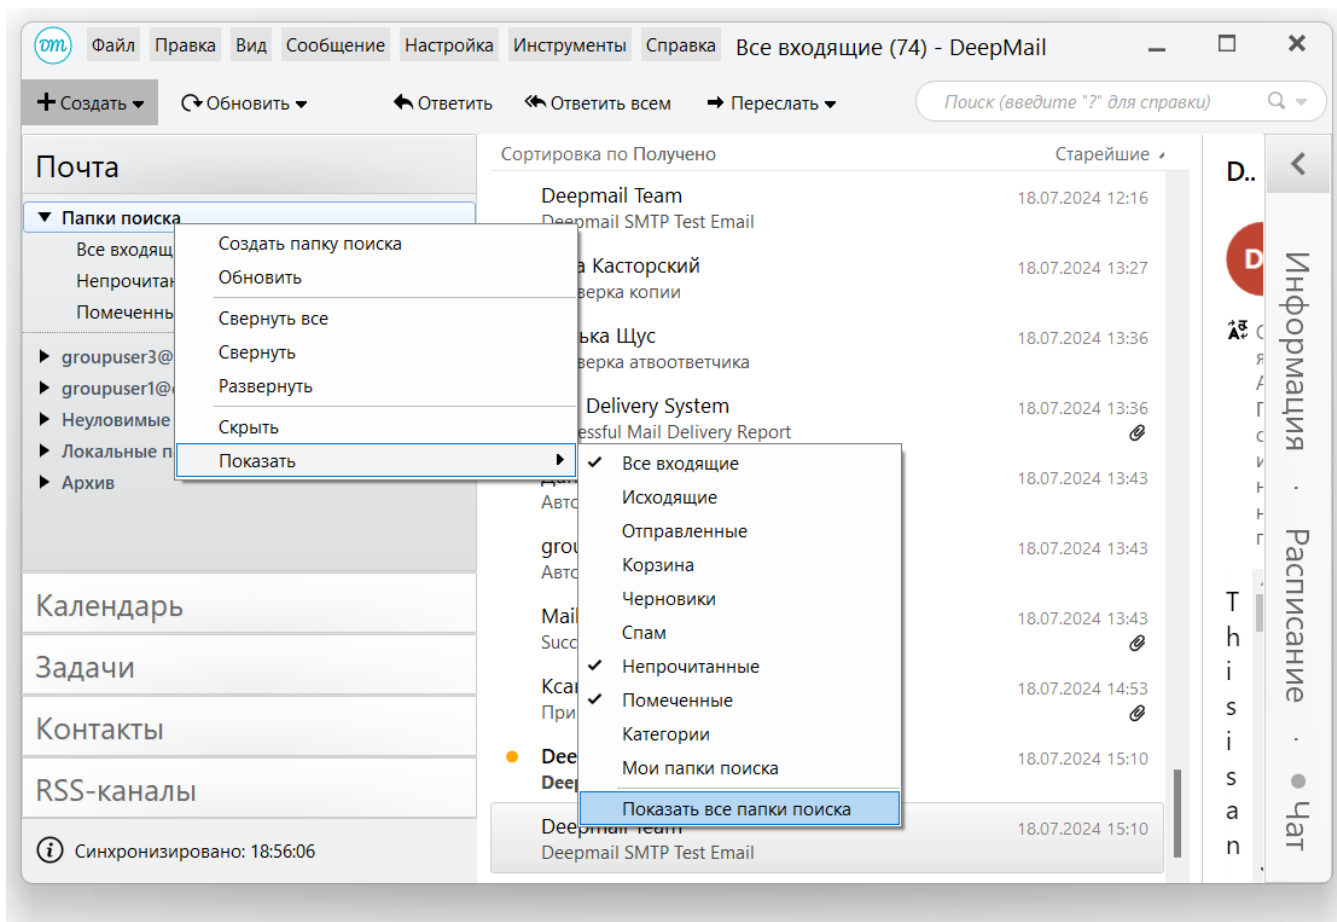 dm Файл Правка Вид Сообщение Настройка Инструменты Справка Все входящие (74) - DeepMail
Создать Обновить Ответить Ответить всем Переслать Поиск (введите "?" для справки)
Почта
Папки поиска
Все входящ
Непрочита
Помеченнь
groupuser3@
groupuser1@
Неуловимые
Локальные п
Архив
Календарь
Задачи
Контакты
RSS-каналы
Синхронизировано: 18:56:06
Создать папку поиска
Обновить
Свернуть все
Свернуть
Развернуть
Скрыть
Показать
Все входящие
Исходящие
Отправленные
Корзина
Черновики
Спам
Непрочитанные
Помеченные
Категории
Мои папки поиска
Показать все папки поиска
Сортировка по Получено Старейшие
Deepmail Team 18.07.2024 12:16
Deepmail SMTP Test Email
а Касторский 18.07.2024 13:27
верка копии
ька Щус 18.07.2024 13:36
верка атвоответчика
Delivery System 18.07.2024 13:36
essful Mail Delivery Report
18.07.2024 13:43
Авто
grou 18.07.2024 13:43
Авто
Mail 18.07.2024 13:43
Succ
Ксан 18.07.2024 14:53
При
Dee 18.07.2024 15:10
Deep
Deepmail Team 18.07.2024 15:10
Deepmail SMTP Test Email
D..
D
T
h
i
s
i
s
a
n
Информация · Расписание · Чат